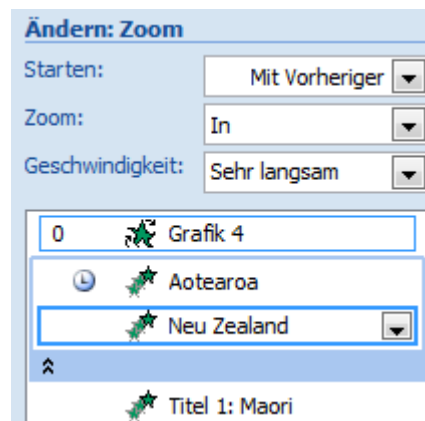 Ändern: Zoom
Starten: Mit Vorheriger
Zoom: In
Geschwindigkeit: Sehr langsam
0 Grafik 4
Aotearoa
Neu Zealand
Titel 1: Maori